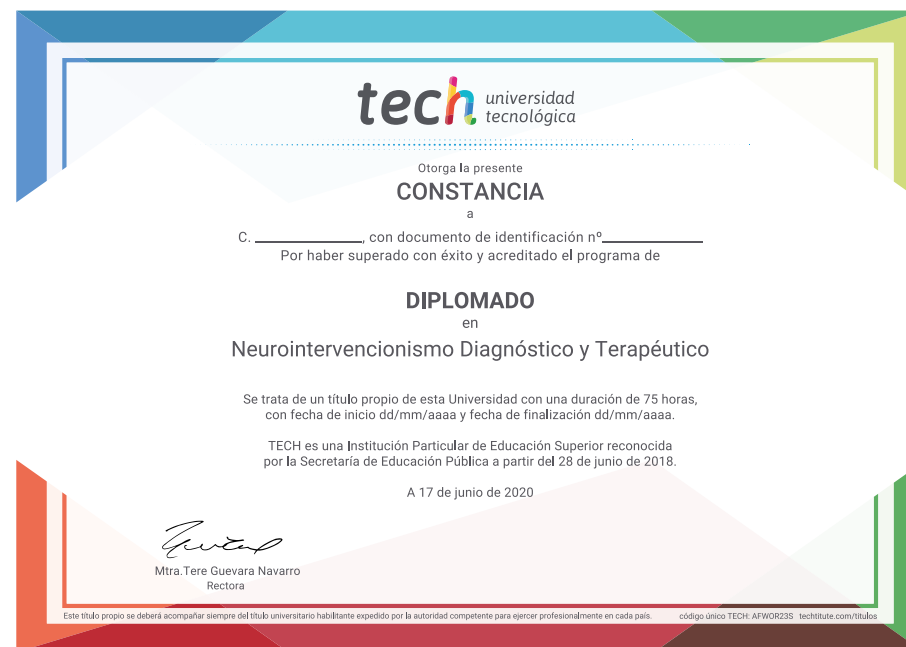 tech universidad
tecnológica
Otorga la presente
CONSTANCIA
a
C. ____________, con documento de identificación nº____________
Por haber superado con éxito y acreditado el programa de
DIPLOMADO
en
Neurointervencionismo Diagnóstico y Terapéutico
Se trata de un título propio de esta Universidad con una duración de 75 horas,
con fecha de inicio dd/mm/aaaa y fecha de finalización dd/mm/aaaa.
TECH es una Institución Particular de Educación Superior reconocida
por la Secretaría de Educación Pública a partir del 28 de junio de 2018.
A 17 de junio de 2020
Mtra.Tere Guevara Navarro
Rectora
Este título propio se deberá acompañar siempre del título universitario habilitante expedido por la autoridad competente para ejercer profesionalmente en cada país. código único TECH: AFWOR23S techtitute.com/titulos